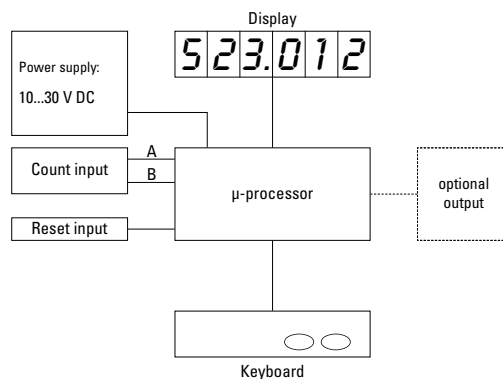 Display
523.012
Power supply:
10...30 V DC
Count input
A
B
µ-processor
optional
output
Reset input
Keyboard